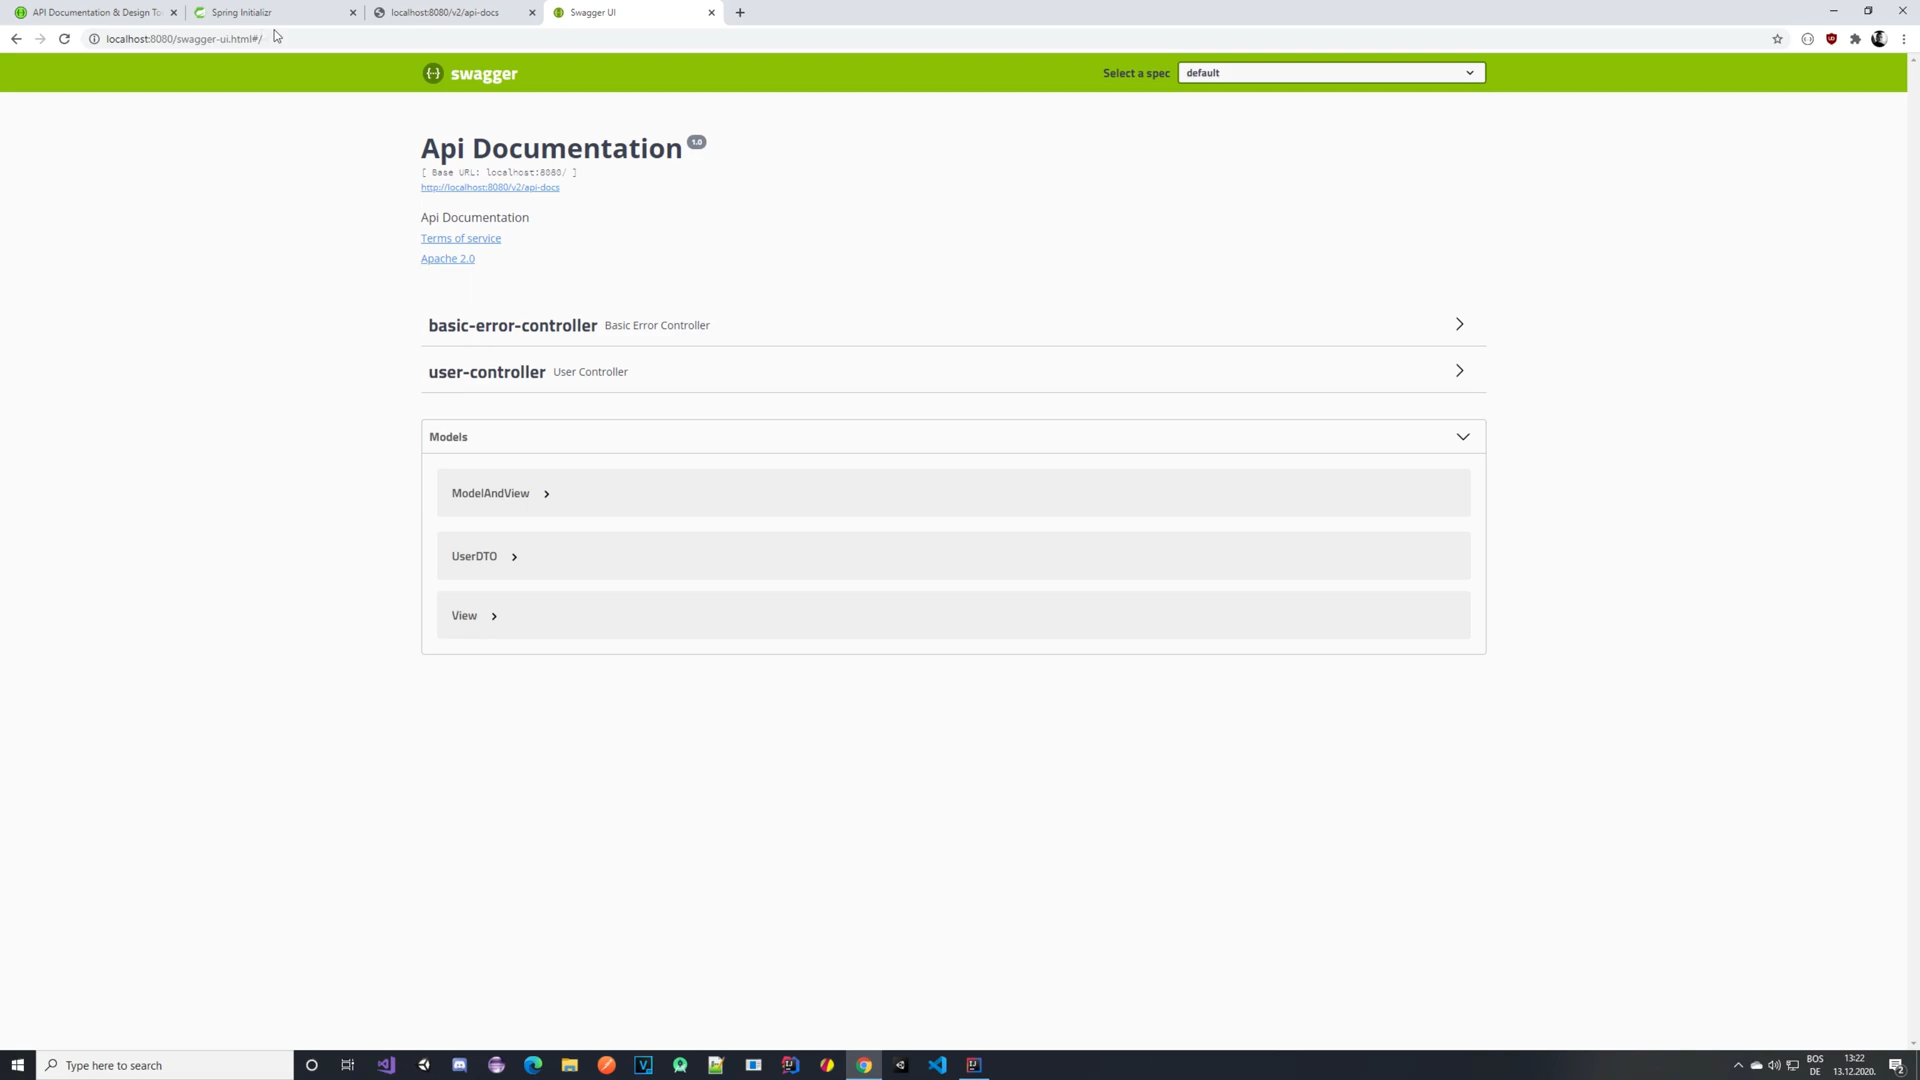 API Documentation & Design To
Spring Initializr
localhost:8080/v2/api-docs
Swagger UI
localhost:8080/swagger-ui.html#/
swagger
Select a spec
default
Api Documentation 1.0
[ Base URL: localhost:8080/ ]
http://localhost:8080/v2/api-docs
Api Documentation
Terms of service
Apache 2.0
basic-error-controller Basic Error Controller
user-controller User Controller
Models
ModelAndView
UserDTO
View
Type here to search
BOS
DE
13:22
13.12.2020.
2